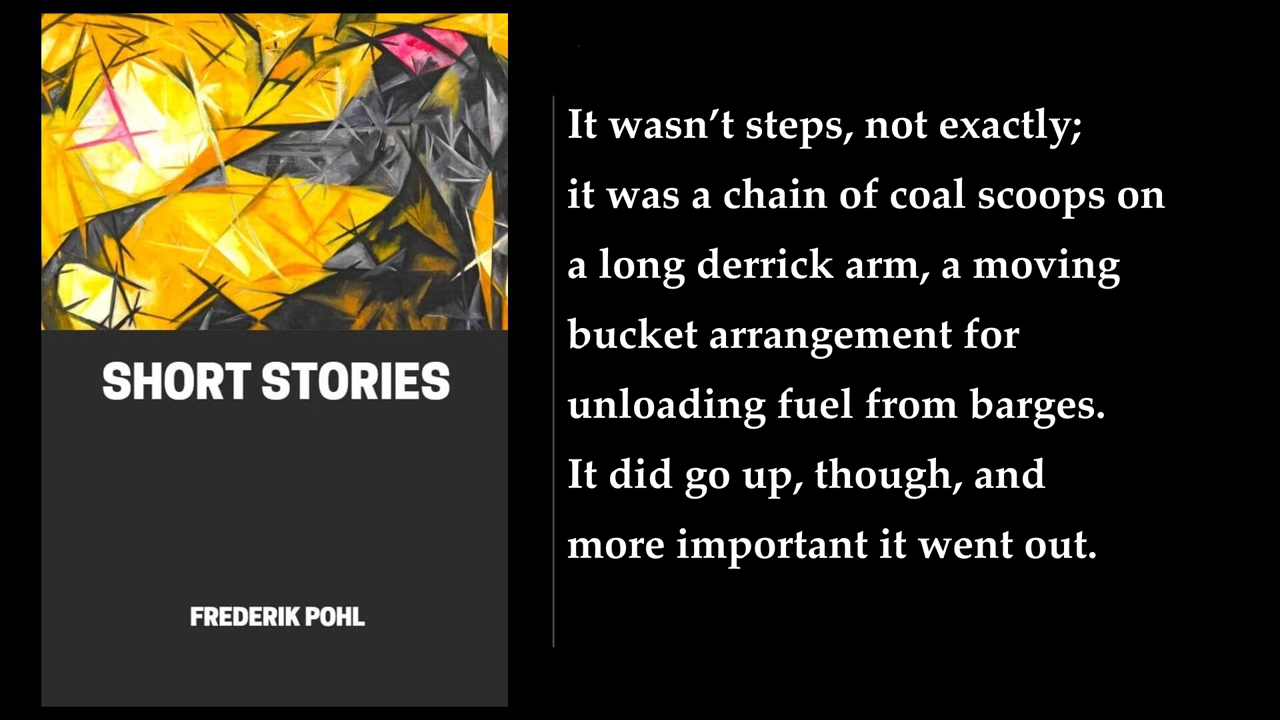 SHORT STORIES
FREDERIK POHL
It wasn’t steps, not exactly;
it was a chain of coal scoops on
a long derrick arm, a moving
bucket arrangement for
unloading fuel from barges.
It did go up, though, and
more important it went out.